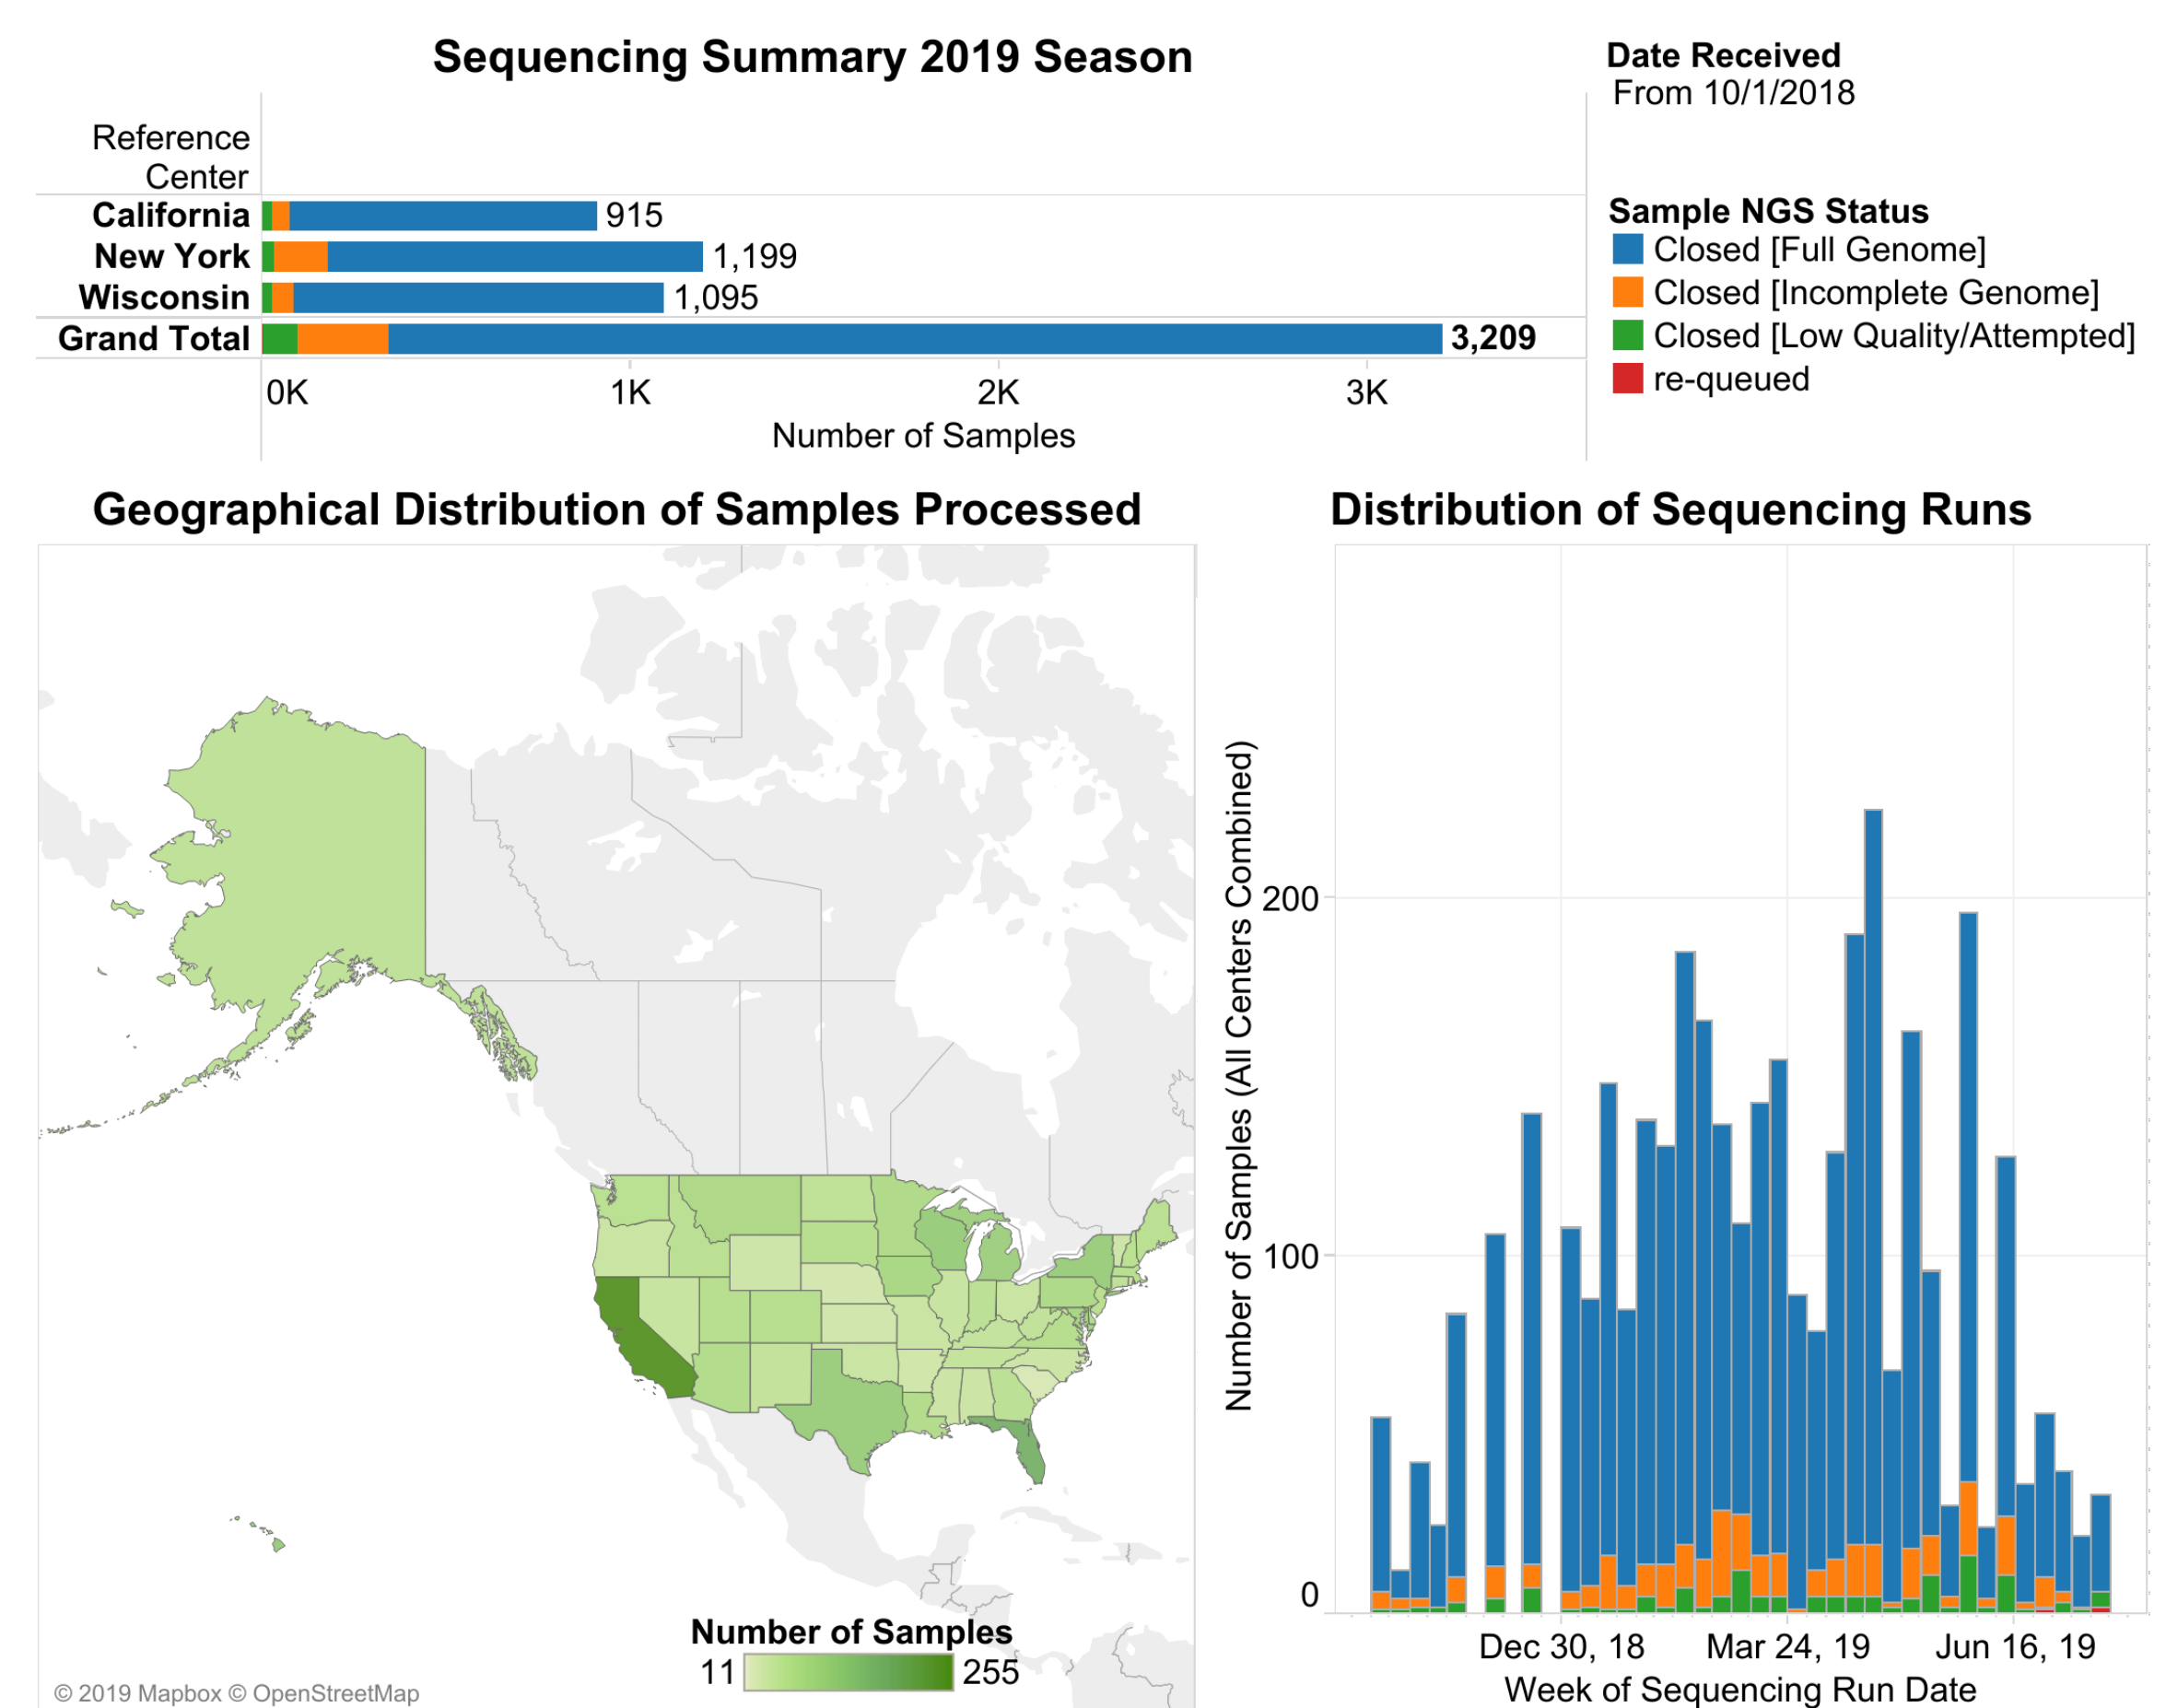 Sequencing Summary 2019 Season
Date Received
From 10/1/2018
Reference
Center
California 915
New York 1,199
Wisconsin 1,095
Grand Total 3,209
0K 1K 2K 3K
Number of Samples
Sample NGS Status
Closed [Full Genome]
Closed [Incomplete Genome]
Closed [Low Quality/Attempted]
re-queued
Geographical Distribution of Samples Processed
Number of Samples
11 255
© 2019 Mapbox © OpenStreetMap
Distribution of Sequencing Runs
Number of Samples (All Centers Combined)
200
100
0
Dec 30, 18 Mar 24, 19 Jun 16, 19
Week of Sequencing Run Date